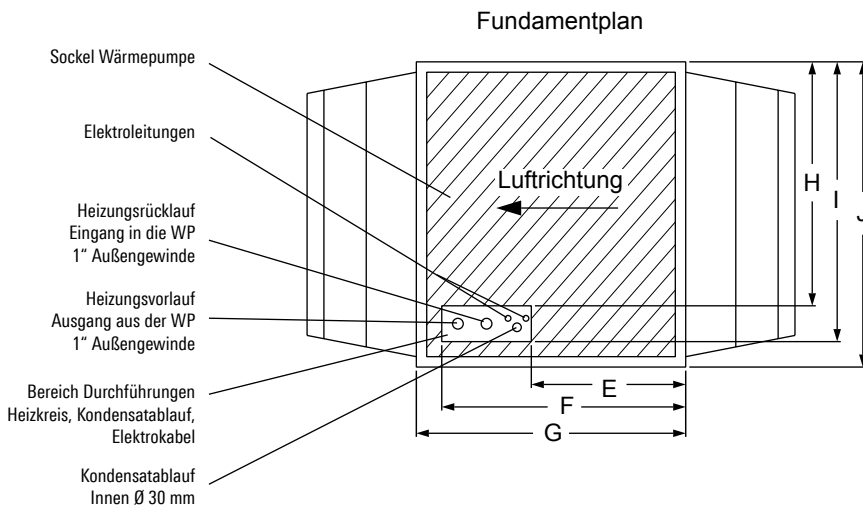 Fundamentplan
Sockel Wärmepumpe
Elektroleitungen
Heizungsrücklauf
Eingang in die WP
1“ Außengewinde
Heizungsvorlauf
Ausgang aus der WP
1“ Außengewinde
Bereich Durchführungen
Heizkreis, Kondensatablauf,
Elektrokabel
Kondensatablauf
Innen Ø 30 mm
Luftrichtung
H
I
J
E
F
G